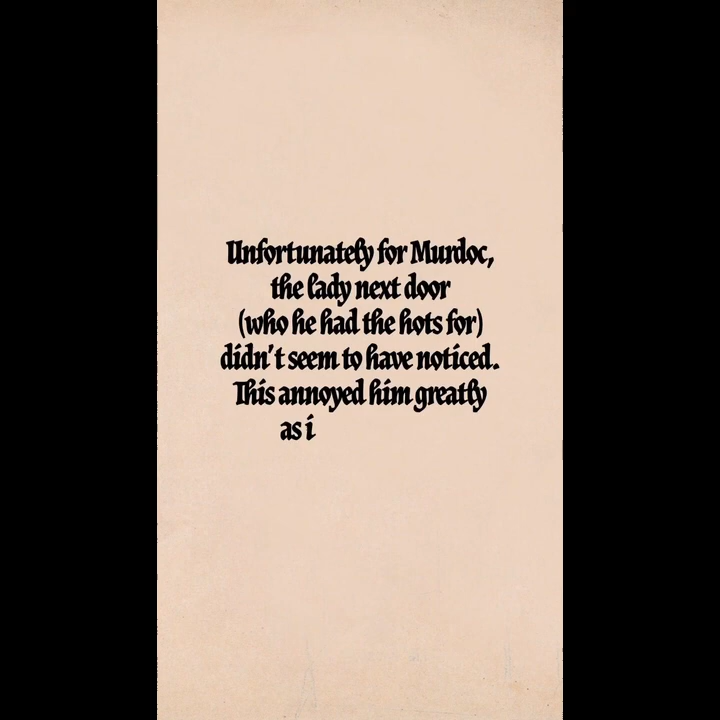 Unfortunately for Murdoc,
the lady next door
(who he had the hots for)
didn't seem to have noticed.
This annoyed him greatly
as i